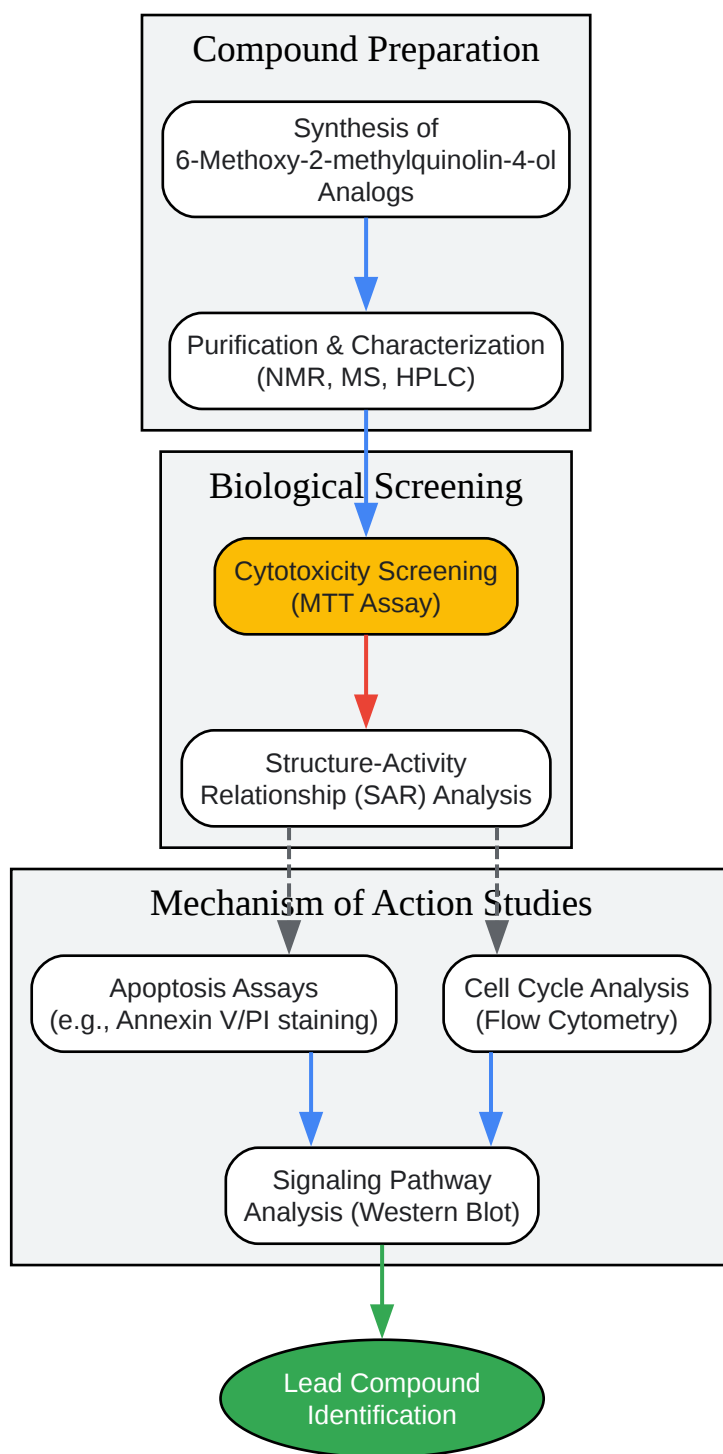 Compound Preparation
Synthesis of
6-Methoxy-2-methylquinolin-4-ol
Analogs
Purification & Characterization
(NMR, MS, HPLC)
Biological Screening
Cytotoxicity Screening
(MTT Assay)
Structure-Activity
Relationship (SAR) Analysis
Mechanism of Action Studies
Apoptosis Assays
(e.g., Annexin V/PI staining)
Cell Cycle Analysis
(Flow Cytometry)
Signaling Pathway
Analysis (Western Blot)
Lead Compound
Identification